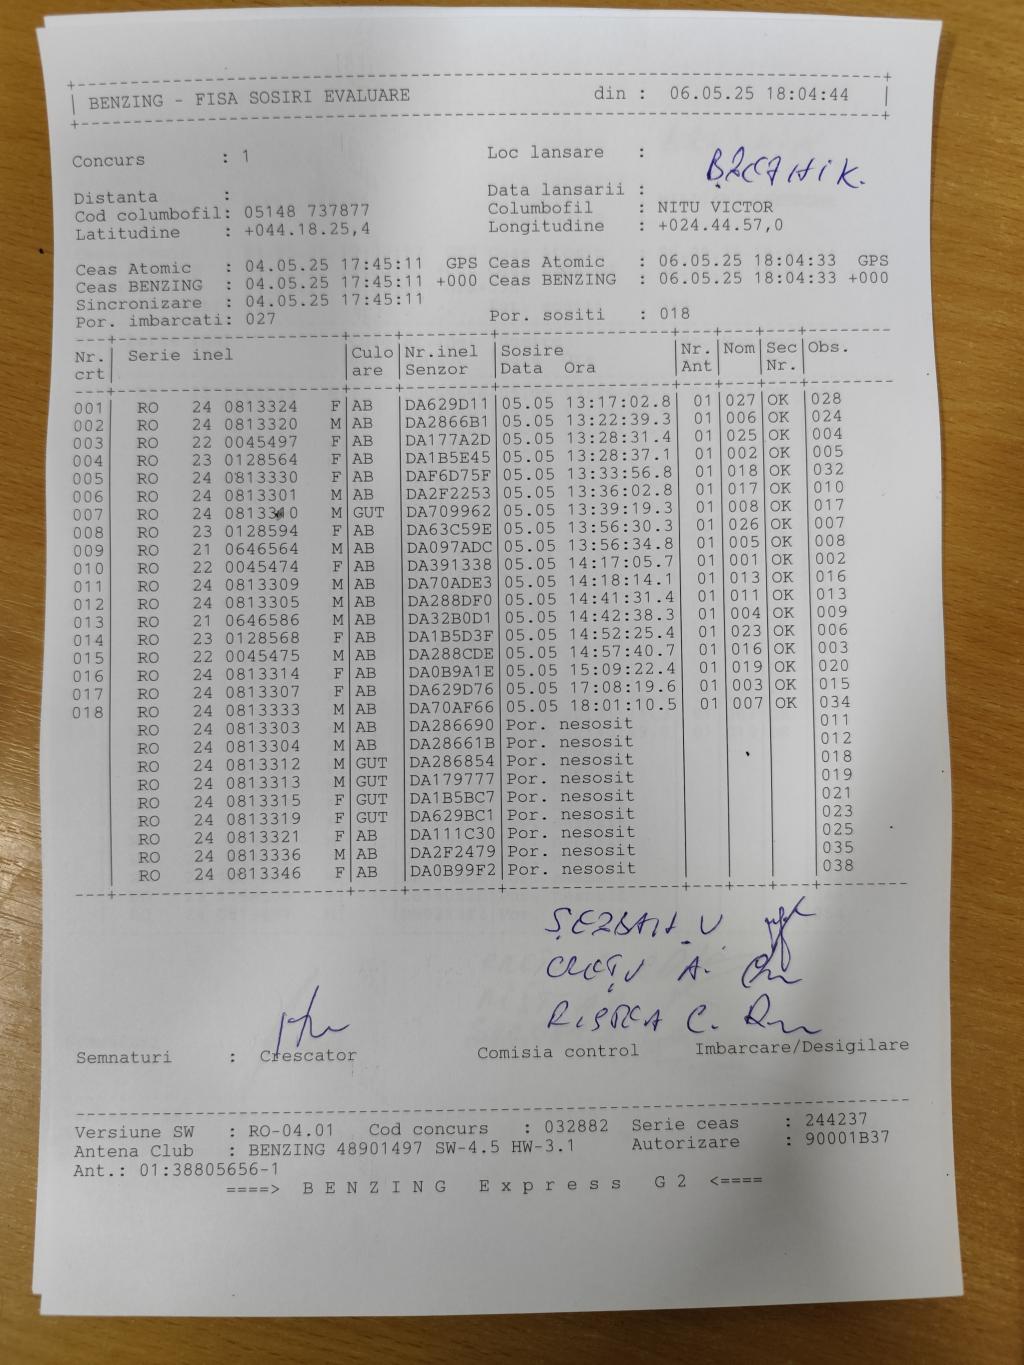 BENZING - FISA SOSIRI EVALUARE din : 06.05.25 18:04:44
Concurs : 1 Loc lansare :
Distanta : Data lansarii :
Cod columbofil: 05148 737877 Columbofil : NITU VICTOR
Latitudine : +044.18.25,4 Longitudine : +024.44.57,0
Ceas Atomic : 04.05.25 17:45:11 GPS Ceas Atomic : 06.05.25 18:04:33 GPS
Ceas BENZING : 04.05.25 17:45:11 +000 Ceas BENZING : 06.05.25 18:04:33 +000
Sincronizare : 04.05.25 17:45:11
Por. imbarcati: 027 Por. sositi : 018
Nr. Serie inel Culo Nr.inel Sosire Nr. Nom Sec Obs.
crt are Senzor Data Ora Ant Nr.
001 RO 24 0813324 F AB DA629D11 05.05 13:17:02.8 01 027 OK 028
002 RO 24 0813320 M AB DA2866B1 05.05 13:22:39.3 01 006 OK 024
003 RO 22 0045497 F AB DA177A2D 05.05 13:28:31.4 01 025 OK 004
004 RO 23 0128564 F AB DA1B5E45 05.05 13:28:37.1 01 002 OK 005
005 RO 24 0813330 F AB DAF6D75F 05.05 13:33:56.8 01 018 OK 032
006 RO 24 0813301 M AB DA2F2253 05.05 13:36:02.8 01 017 OK 010
007 RO 24 M GUT DA709962 05.05 13:39:19.3 01 008 OK 017
008 RO 23 0128594 F AB DA63C59E 05.05 13:56:30.3 01 026 OK 007
009 RO 21 0646564 M AB DA097ADC 05.05 13:56:34.8 01 005 OK 008
010 RO 22 0045474 F AB DA391338 05.05 14:17:05.7 01 001 OK 002
011 RO 24 0813309 M AB DA70ADE3 05.05 14:18:14.1 01 013 OK 016
012 RO 24 0813305 M AB DA288DF0 05.05 14:41:31.4 01 011 OK 013
013 RO 21 0646586 M AB DA32B0D1 05.05 14:42:38.3 01 004 OK 009
014 RO 23 0128568 F AB DA1B5D3F 05.05 14:52:25.4 01 023 OK 006
015 RO 22 0045475 M AB DA288CDE 05.05 14:57:40.7 01 016 OK 003
016 RO 24 0813314 F AB DA0B9A1E 05.05 15:09:22.4 01 019 OK 020
017 RO 24 0813307 F AB DA629D76 05.05 17:08:19.6 01 003 OK 015
018 RO 24 0813333 M AB DA70AF66 05.05 18:01:10.5 01 007 OK 034
RO 24 0813303 M AB DA286690 Por. nesosit 011
RO 24 0813304 M AB DA28661B Por. nesosit 012
RO 24 0813312 M GUT DA286854 Por. nesosit 018
RO 24 0813313 M GUT DA179777 Por. nesosit 019
RO 24 0813315 F GUT DA1B5BC7 Por. nesosit 021
RO 24 0813319 F GUT DA629BC1 Por. nesosit 023
RO 24 0813321 F AB DA111C30 Por. nesosit 025
RO 24 0813336 M AB DA2F2479 Por. nesosit 035
RO 24 0813346 F AB DA0B99F2 Por. nesosit 038
Semnaturi : Crescator Comisia control Imbarcare/Desigilare
Versiune SW : RO-04.01 Cod concurs : 032882 Serie ceas : 244237
Antena Club : BENZING 48901497 SW-4.5 HW-3.1 Autorizare : 90001B37
Ant.: 01:38805656-1
====> B E N Z I N G E x p r e s s G 2 <====